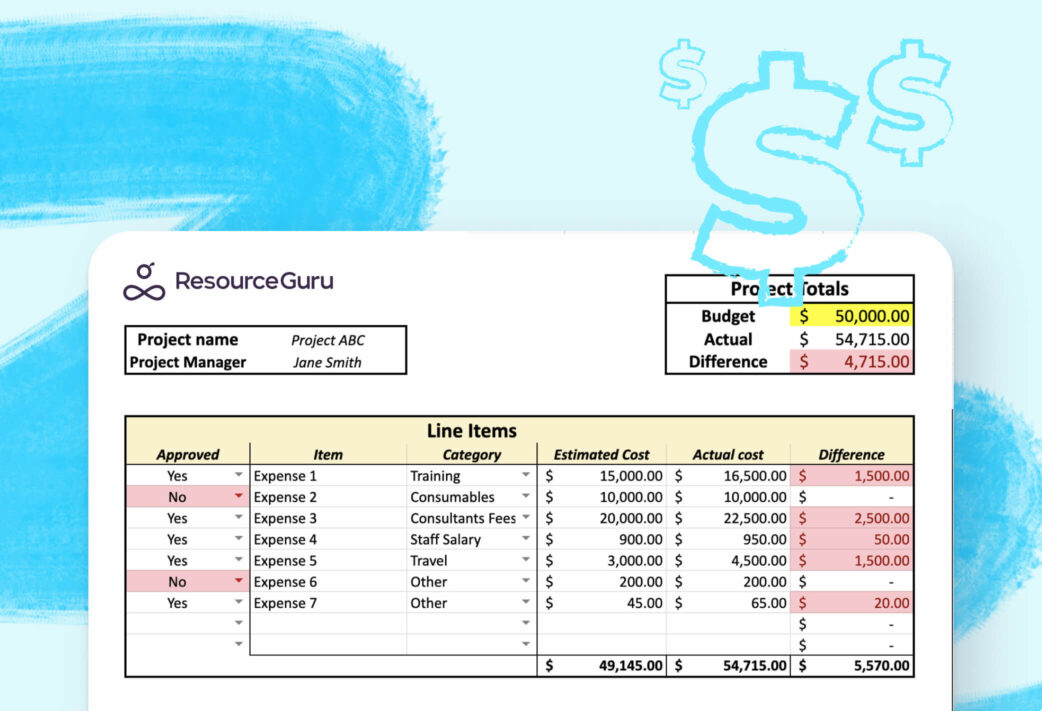 ResourceGuru
Project Totals
Budget $ 50,000.00
Actual $ 54,715.00
Difference $ 4,715.00
Project name Project ABC
Project Manager Jane Smith
Line Items
Approved Item Category Estimated Cost Actual cost Difference
Yes Expense 1 Training $ 15,000.00 $ 16,500.00 $ 1,500.00
No Expense 2 Consumables $ 10,000.00 $ 10,000.00 $ -
Yes Expense 3 Consultants Fees $ 20,000.00 $ 22,500.00 $ 2,500.00
Yes Expense 4 Staff Salary $ 900.00 $ 950.00 $ 50.00
Yes Expense 5 Travel $ 3,000.00 $ 4,500.00 $ 1,500.00
No Expense 6 Other $ 200.00 $ 200.00 $ -
Yes Expense 7 Other $ 45.00 $ 65.00 $ 20.00
$ -
$ -
$ 49,145.00 $ 54,715.00 $ 5,570.00